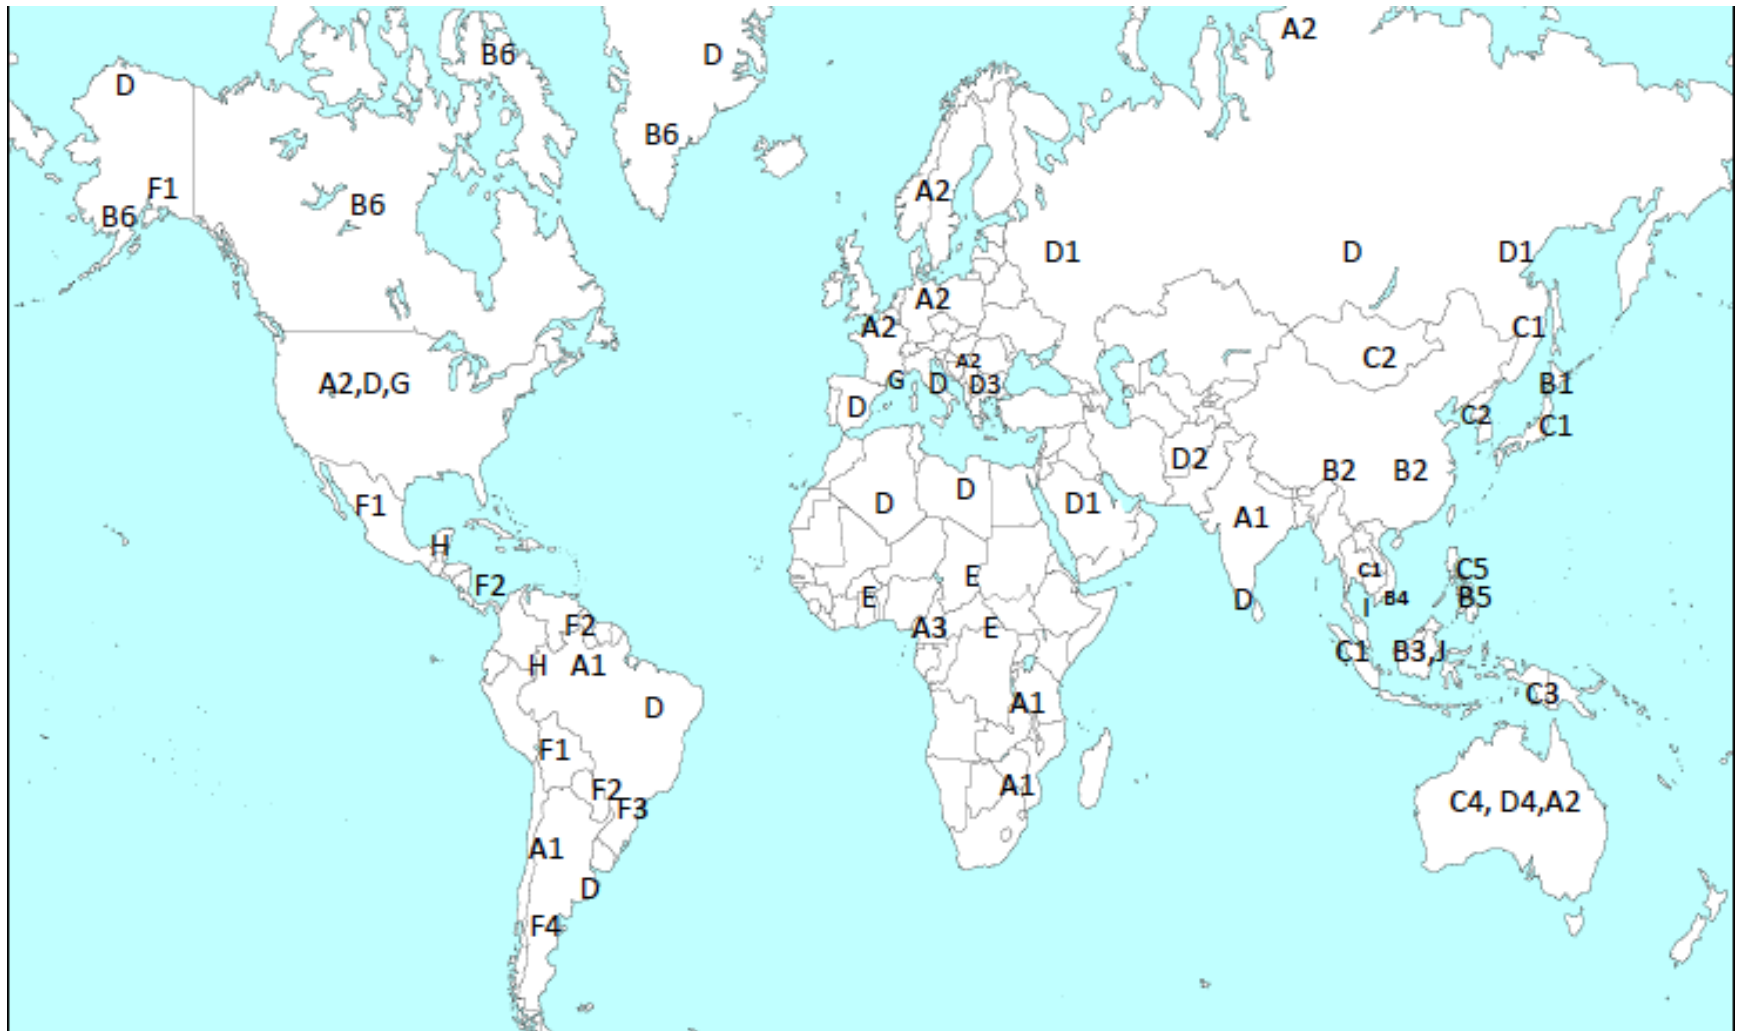 A2
B6
D
D
B6
F1
A2
B6
B6
D1
D
D1
A2
A2
C1
C2
A2
A2,D,G
G
D
D3
B1
D
C2
C1
D2
B2
B2
D
D
D1
F1
A1
H
C1
C5
E
F2
E
D
I
B4
B5
F2
A3
E
H
A1
C1
B3,J
C3
D
A1
F1
F2
F3
A1
C4, D4,A2
A1
D
F4